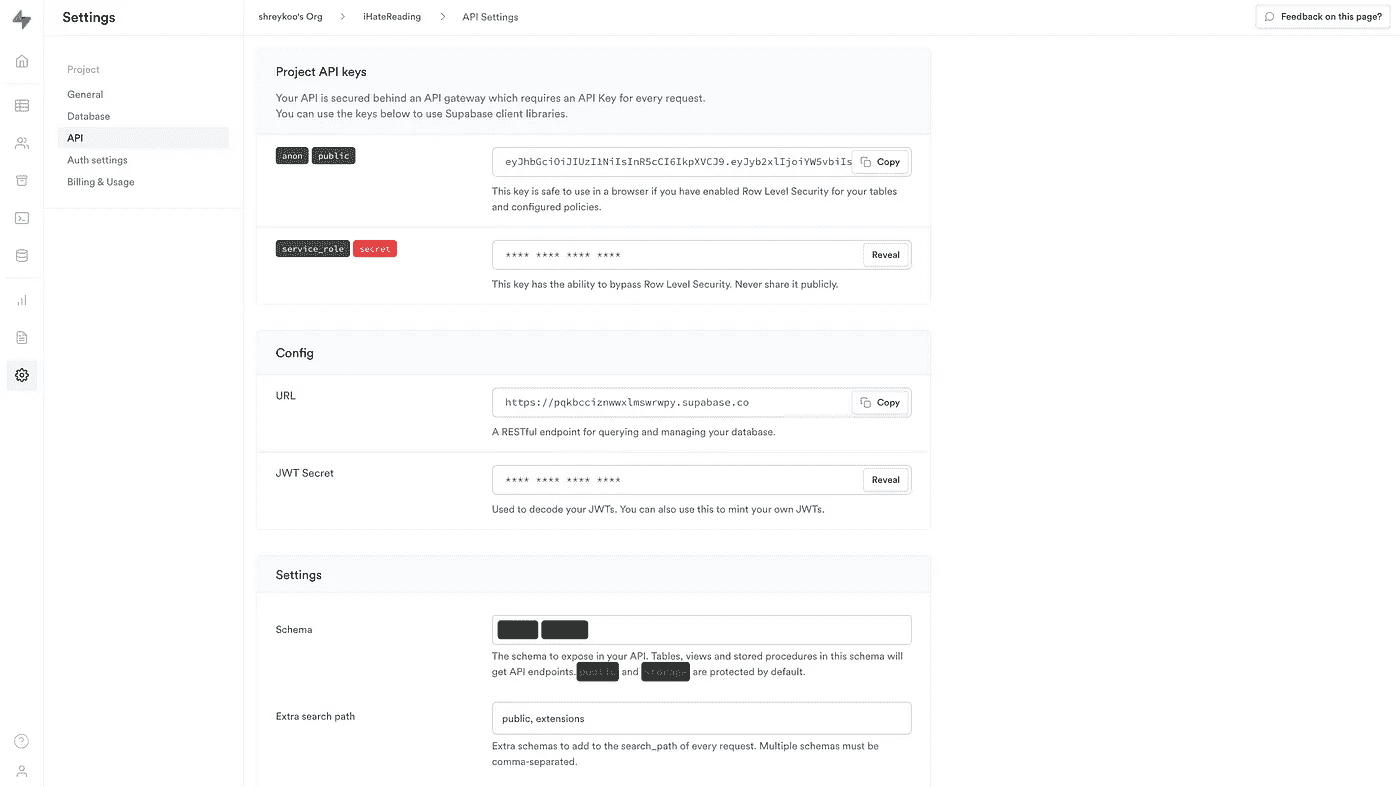 Settings
shreykoo's Org > iHateReading > API Settings
Feedback on this page?
Project
General
Database
API
Auth settings
Billing & Usage
Project API keys
Your API is secured behind an API gateway which requires an API Key for every request.
You can use the keys below to use Supabase client libraries.
anon public
eyJhbGciOiJIUzI1NiIsInR5cCI6IkpXVCJ9.eyJyb2xlIjoiYW5vbiIs Copy
This key is safe to use in a browser if you have enabled Row Level Security for your tables
and configured policies.
service_role secret
**** **** **** **** Reveal
This key has the ability to bypass Row Level Security. Never share it publicly.
Config
URL
https://pqkbcciznwwxlmswrwpy.supabase.co Copy
A RESTful endpoint for querying and managing your database.
JWT Secret
**** **** **** **** Reveal
Used to decode your JWTs. You can also use this to mint your own JWTs.
Settings
Schema
The schema to expose in your API. Tables, views and stored procedures in this schema will
get API endpoints. public and storage are protected by default.
Extra search path
public, extensions
Extra schemas to add to the search_path of every request. Multiple schemas must be
comma-separated.